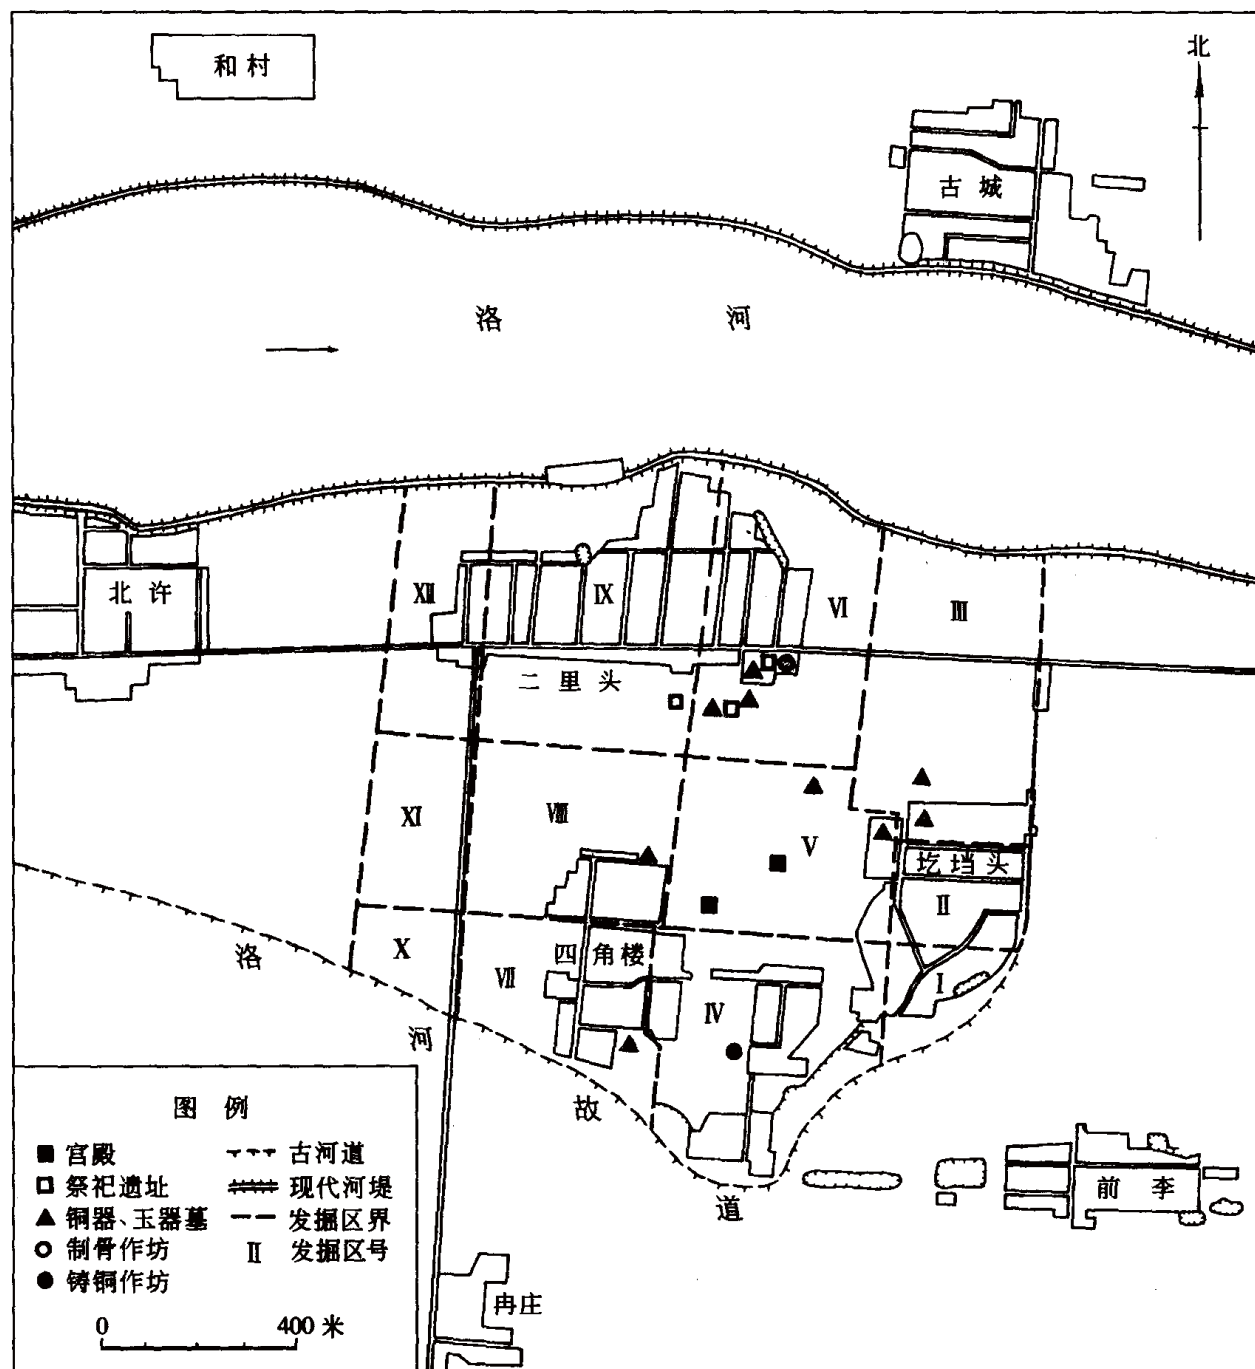 和村
北
古城
洛河
北许
Ⅻ
Ⅸ
Ⅵ
Ⅲ
二里头
Ⅺ
Ⅷ
Ⅴ
圪垱头
Ⅱ
洛
Ⅹ
四角楼
Ⅶ
Ⅰ
Ⅳ
河
故
道
前李
冉庄
图例
宫殿
古河道
祭祀遗址
现代河堤
铜器、玉器墓
发掘区界
制骨作坊
Ⅱ 发掘区号
铸铜作坊
0 400 米